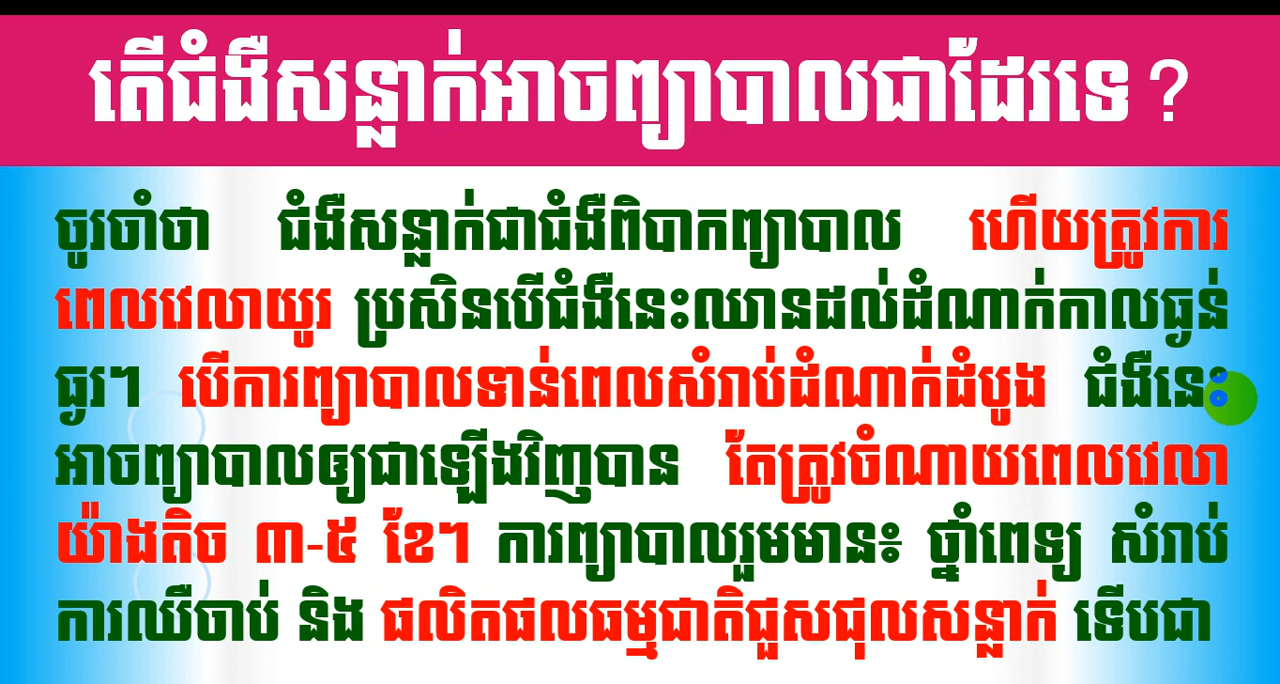 តើជំងឺសន្លាក់អាចព្យាបាលជាដែរទេ ?
ចូរចាំថា ជំងឺសន្លាក់ជាជំងឺពិបាកព្យាបាល ហើយត្រូវការ
ពេលវេលាយូរ ប្រសិនបើជំងឺនេះឈានដល់ដំណាក់កាលធ្ងន់
ធ្ងរ។ បើការព្យាបាលទាន់ពេលសំរាប់ដំណាក់ដំបូង ជំងឺនេះ
អាចព្យាបាលឲ្យជាឡើងវិញបាន តែត្រូវចំណាយពេលវេលា
យ៉ាងតិច ៣-៥ ខែ។ ការព្យាបាលរួមមាន៖ ថ្នាំពេទ្យ សំរាប់
ការឈឺចាប់ និង ផលិតផលធម្មជាតិជួសជុលសន្លាក់ ទើបជា